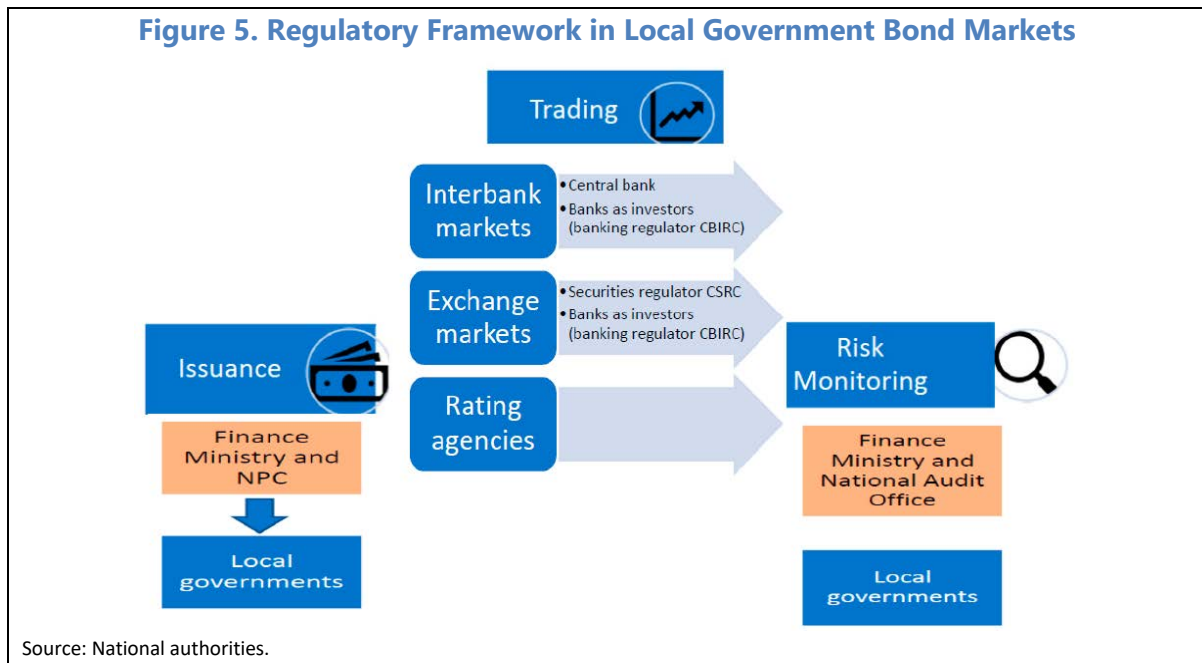 Figure 5. Regulatory Framework in Local Government Bond Markets
Trading
Interbank
markets
•Central bank
•Banks as investors
(banking regulator CBIRC)
Exchange
markets
•Securities regulator CSRC
•Banks as investors
(banking regulator CBIRC)
Rating
agencies
Issuance
Finance
Ministry and
NPC
Local
governments
Risk
Monitoring
Finance
Ministry and
National Audit
Office
Local
governments
Source: National authorities.